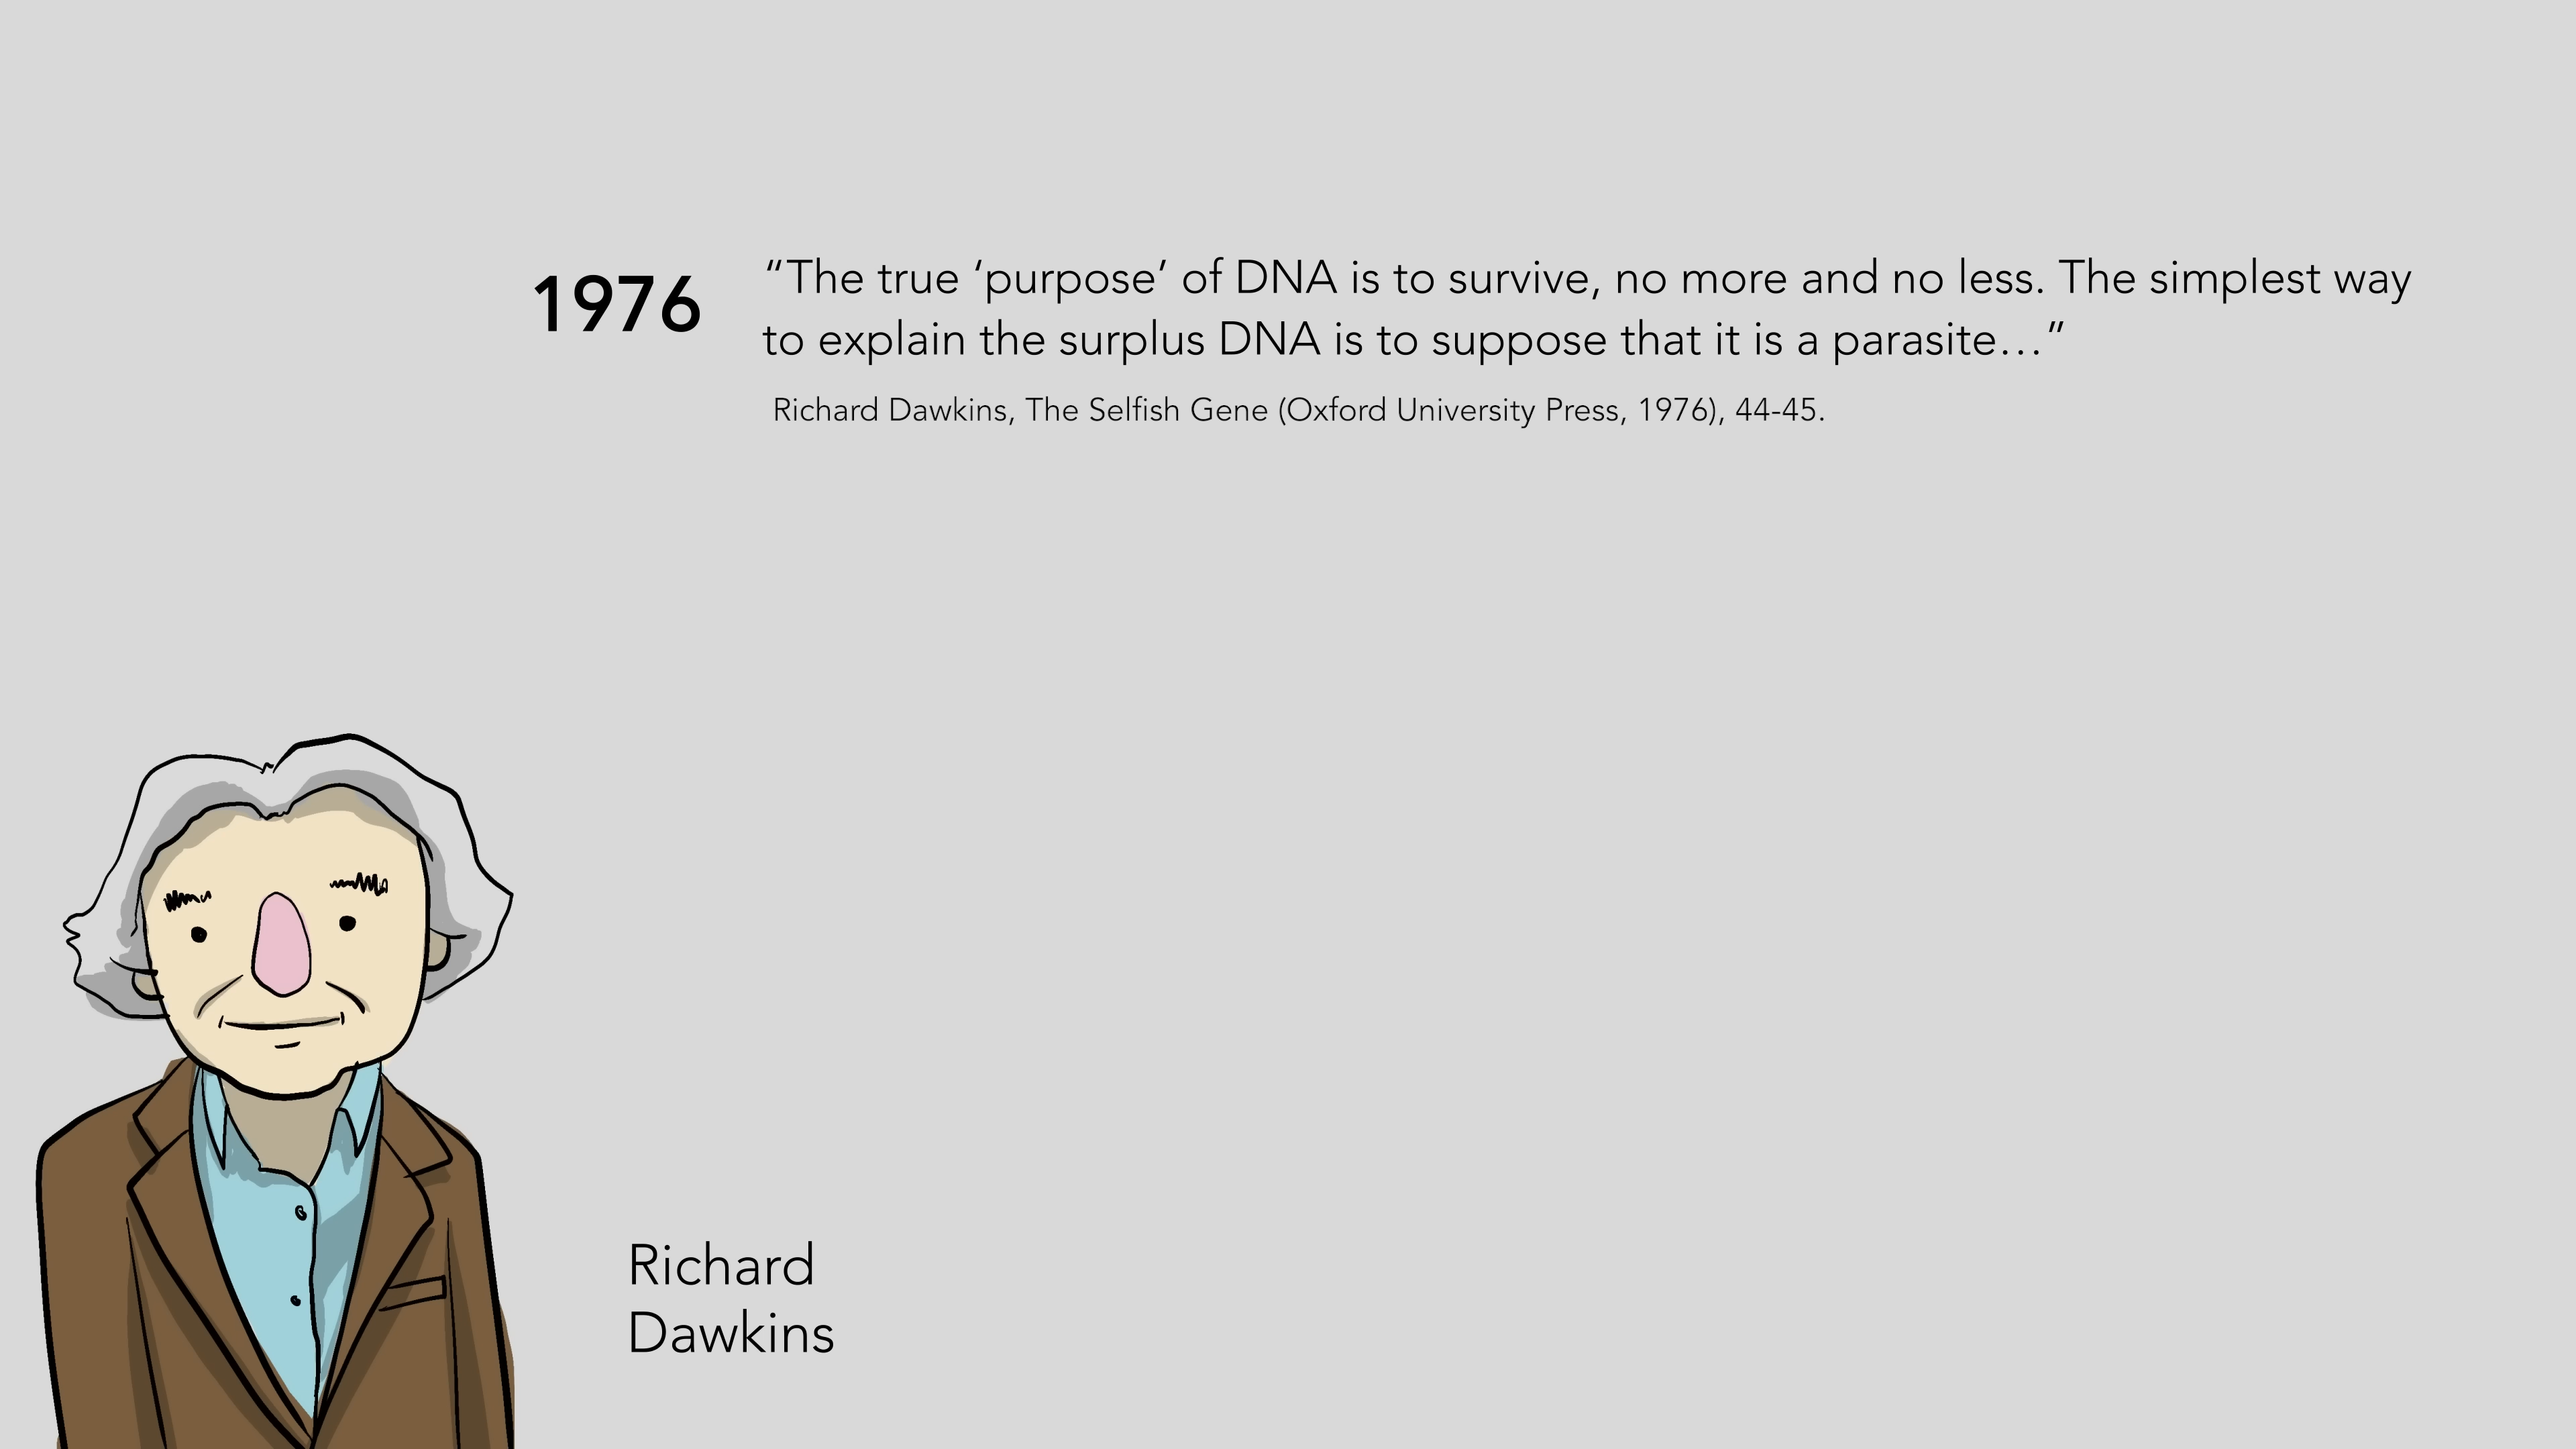 1976
“The true ‘purpose’ of DNA is to survive, no more and no less. The simplest way
to explain the surplus DNA is to suppose that it is a parasite…”
Richard Dawkins, The Selfish Gene (Oxford University Press, 1976), 44-45.
Richard
Dawkins